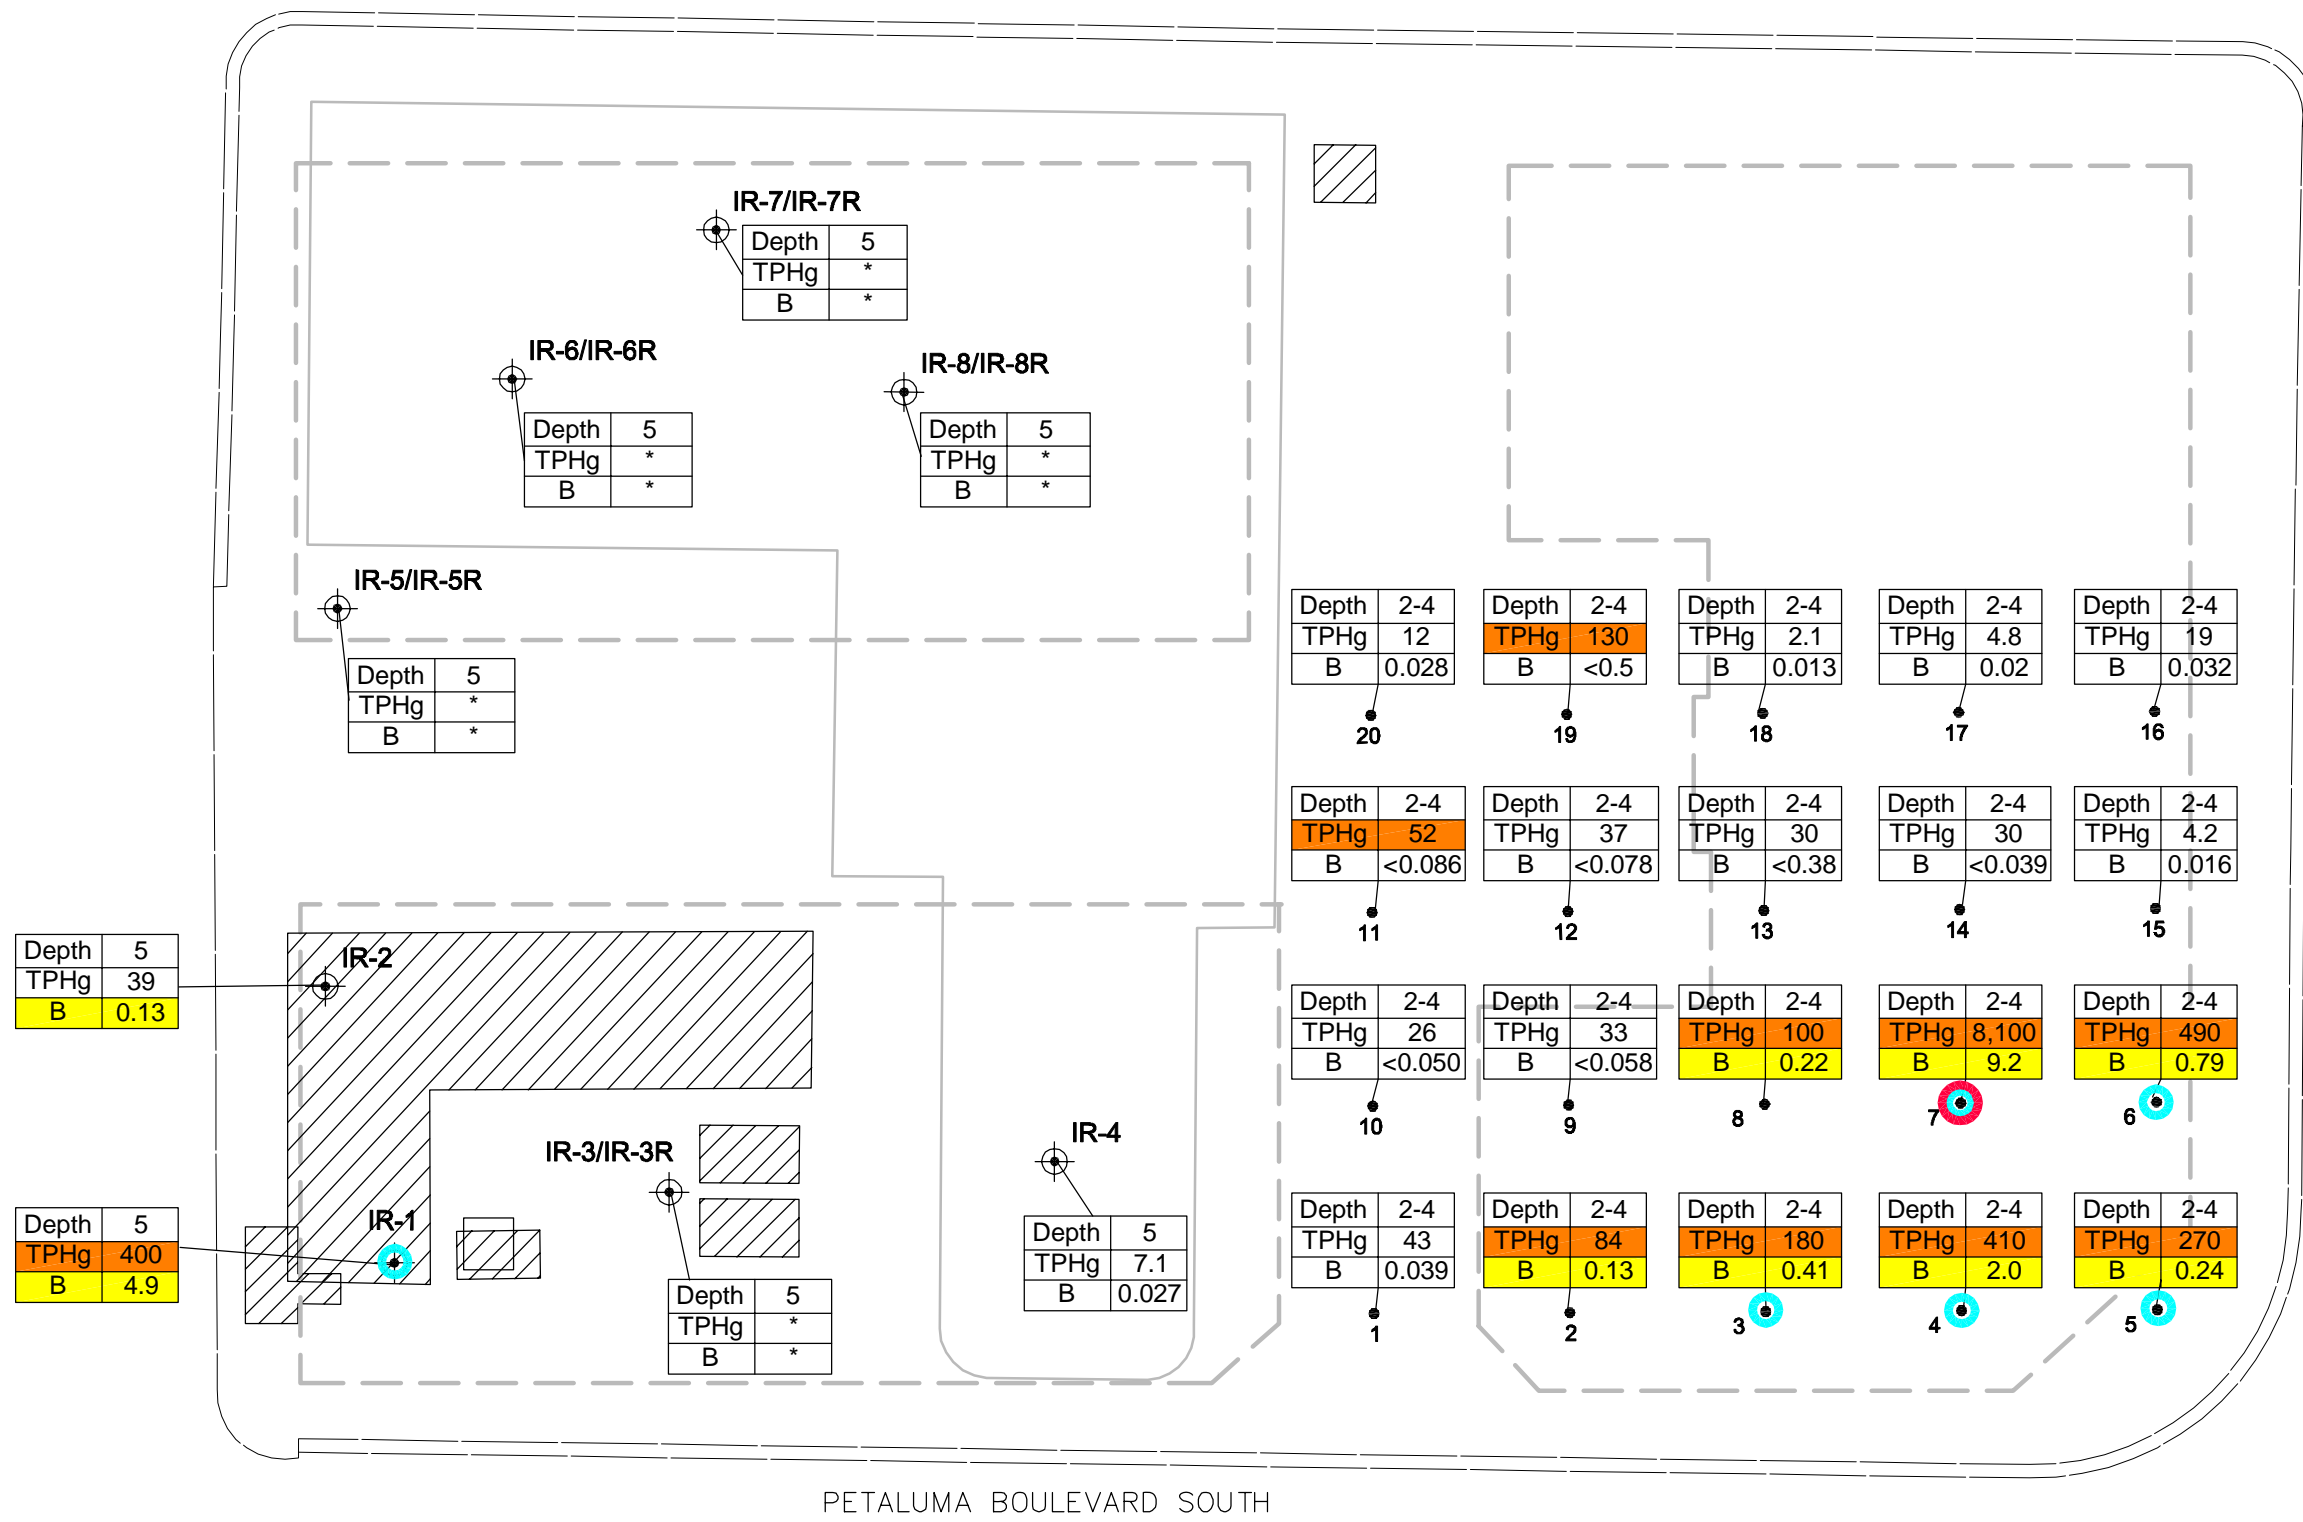 IR-7/IR-7R
Depth 5
TPHg *
B *
IR-6/IR-6R
Depth 5
TPHg *
B *
IR-8/IR-8R
Depth 5
TPHg *
B *
IR-5/IR-5R
Depth 5
TPHg *
B *
Depth 2-4
TPHg 12
B 0.028
20
Depth 2-4
TPHg 130
B <0.5
19
Depth 2-4
TPHg 2.1
B 0.013
18
Depth 2-4
TPHg 4.8
B 0.02
17
Depth 2-4
TPHg 19
B 0.032
16
Depth 2-4
TPHg 52
B <0.086
11
Depth 2-4
TPHg 37
B <0.078
12
Depth 2-4
TPHg 30
B <0.38
13
Depth 2-4
TPHg 30
B <0.039
14
Depth 2-4
TPHg 4.2
B 0.016
15
IR-2
Depth 5
TPHg 39
B 0.13
Depth 2-4
TPHg 26
B <0.050
10
Depth 2-4
TPHg 33
B <0.058
9
Depth 2-4
TPHg 100
B 0.22
8
Depth 2-4
TPHg 8,100
B 9.2
7
Depth 2-4
TPHg 490
B 0.79
6
IR-1
Depth 5
TPHg 400
B 4.9
IR-3/IR-3R
Depth 5
TPHg *
B *
IR-4
Depth 5
TPHg 7.1
B 0.027
Depth 2-4
TPHg 43
B 0.039
1
Depth 2-4
TPHg 84
B 0.13
2
Depth 2-4
TPHg 180
B 0.41
3
Depth 2-4
TPHg 410
B 2.0
4
Depth 2-4
TPHg 270
B 0.24
5
PETALUMA BOULEVARD SOUTH